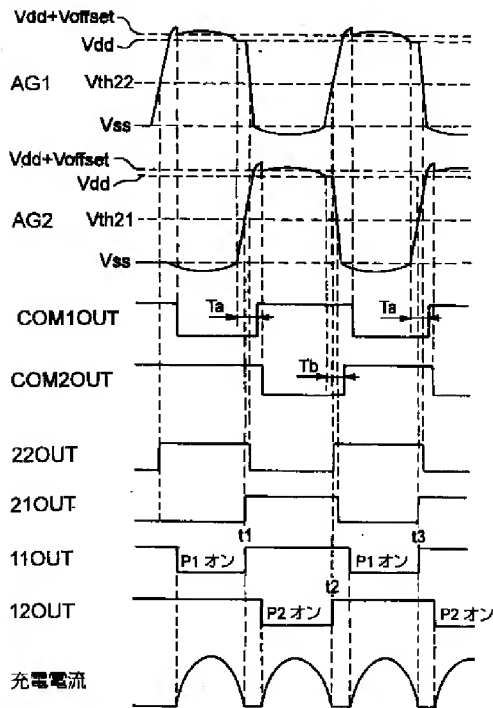 Vdd+Voffset
Vdd
AG1
Vth22
Vss
Vdd+Voffset
Vdd
AG2
Vth21
Vss
COM1OUT
Ta
Ta
COM2OUT
Tb
22OUT
21OUT
t1
t3
11OUT
P1 オン
P1 オン
t2
12OUT
P2 オン
P2 オン
充電電流